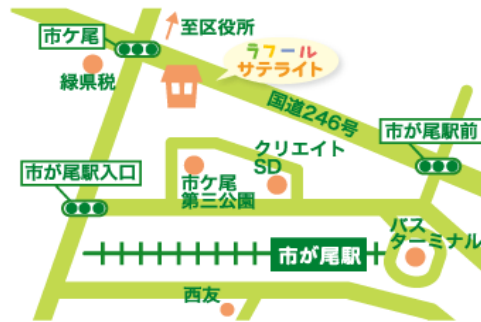 至区役所
市ケ尾
ラフール
サテライト
緑県税
国道246号
市が尾駅前
クリエイト
SD
市が尾駅入口
市ケ尾
第三公園
バス
ターミナル
市が尾駅
西友